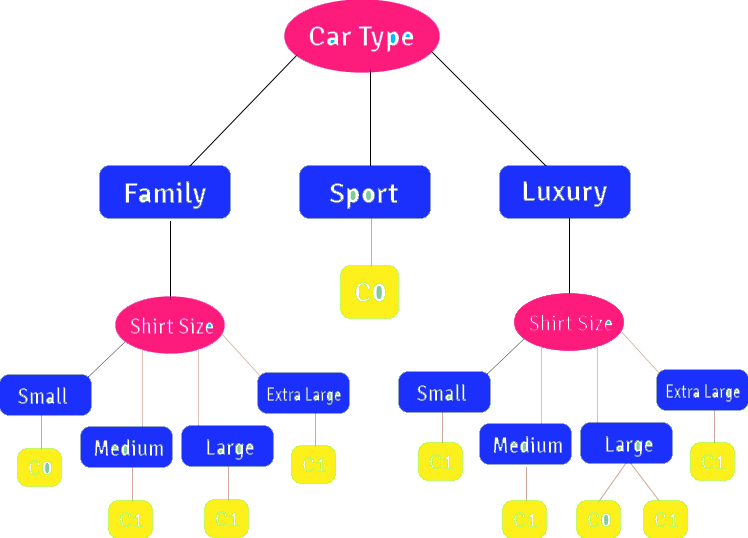 Car Type
Family
Sport
Luxury
C0
Shirt Size
Shirt Size
Small
Extra Large
Small
Extra Large
Medium
Large
Medium
Large
C0
C1
C1
C1
C1
C1
C1
C0
C1